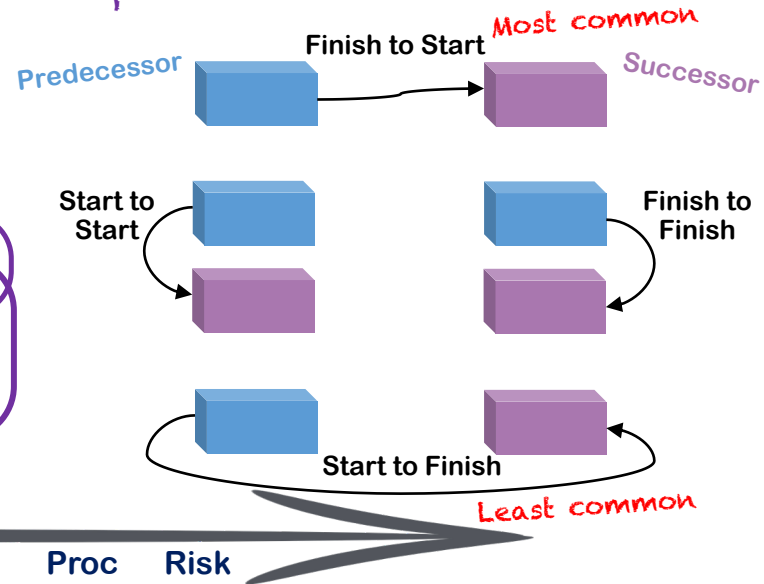 Most common
Finish to Start
Predecessor
Successor
Start to
Start
Finish to
Finish
Start to Finish
Least common
Proc Risk